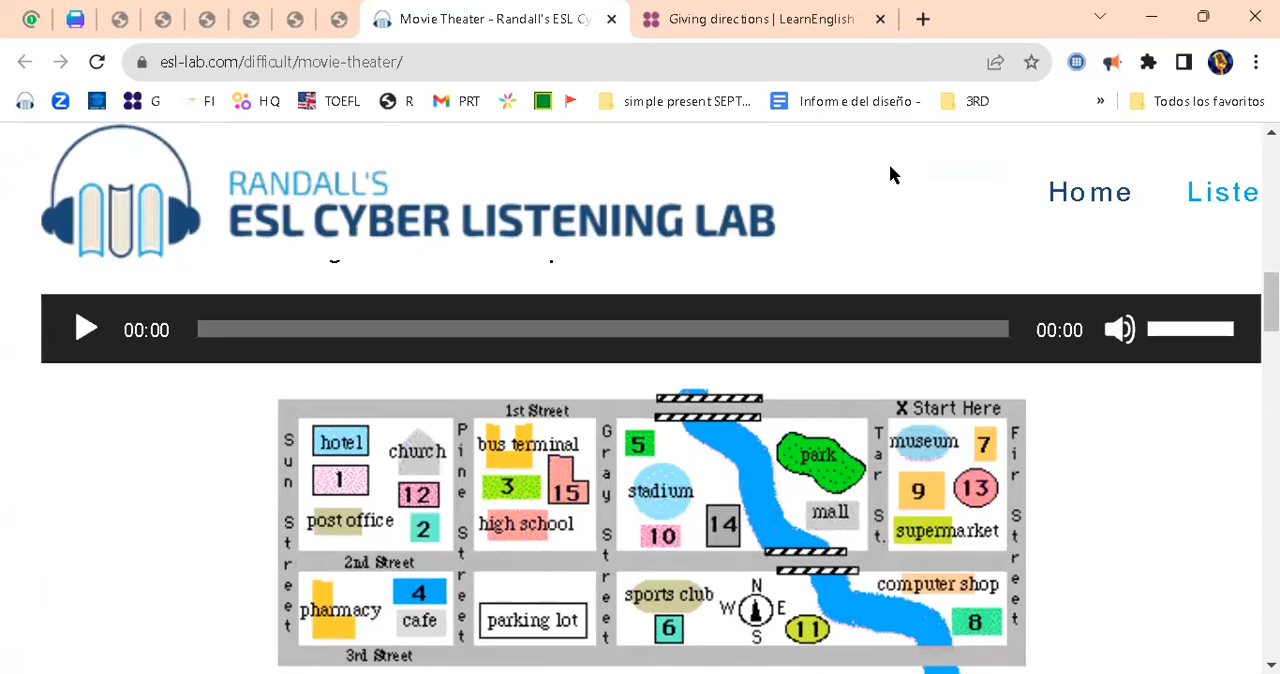 Movie Theater - Randall's ESL Cy
Giving directions | LearnEnglish
esl-lab.com/difficult/movie-theater/
G FI HQ TOEFL R PRT simple present SEPT... Informe del diseño - 3RD » Todos los favoritos
RANDALL'S
ESL CYBER LISTENING LAB
Home Liste
00:00 00:00
1st Street
X Start Here
Sun Street
Pine Street
Gray Street
Tar St.
Fir Street
hotel
church
1
12
post office
2
bus terminal
3
15
high school
5
stadium
10
14
park
mall
museum
7
9
13
supermarket
2nd Street
pharmacy
4
cafe
parking lot
sports club
6
N
W E
S
11
computer shop
8
3rd Street